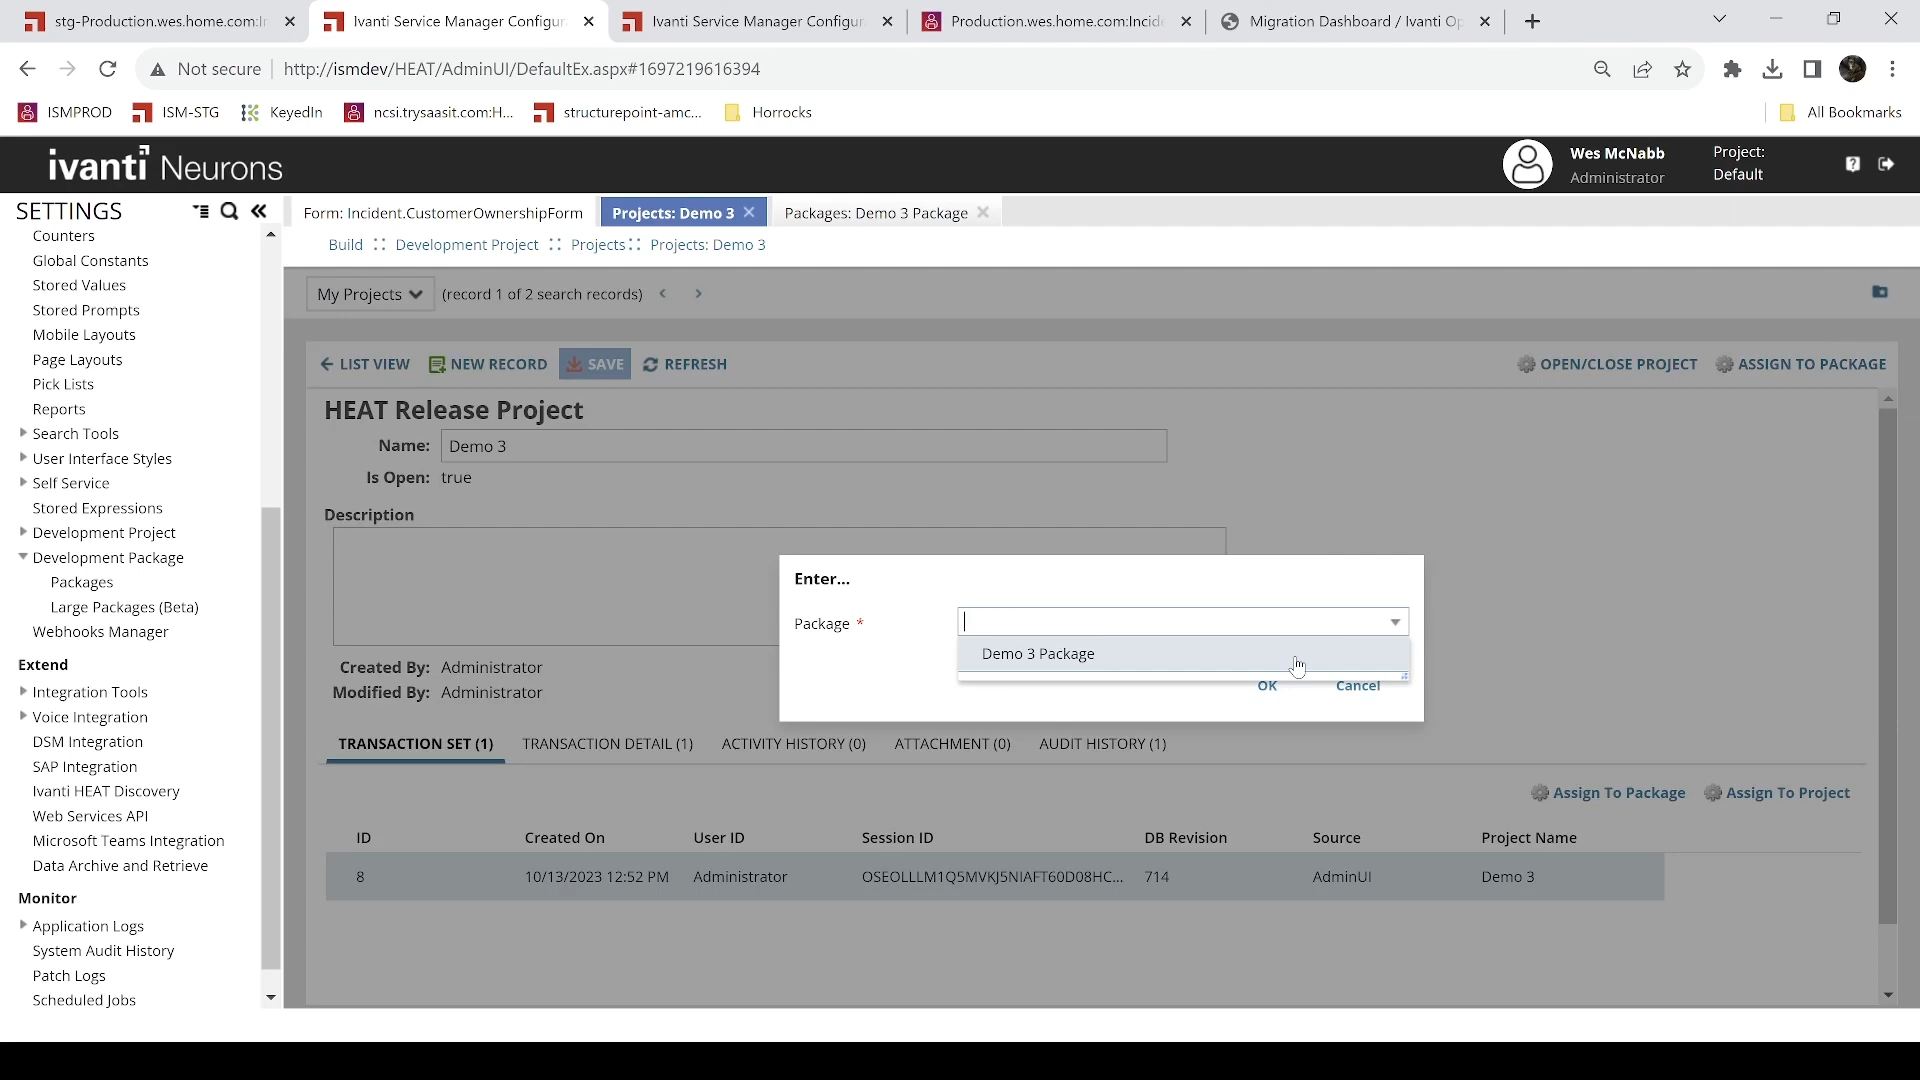 stg-Production.wes.home.com:Ir
Ivanti Service Manager Configur
Ivanti Service Manager Configur
Production.wes.home.com:Incide
Migration Dashboard / Ivanti Op
Not secure
http://ismdev/HEAT/AdminUI/DefaultEx.aspx#1697219616394
ISMPROD
ISM-STG
KeyedIn
ncsi.trysaasit.com:H...
structurepoint-amc...
Horrocks
All Bookmarks
ivanti Neurons
Wes McNabb
Administrator
Project:
Default
SETTINGS
Form: Incident.CustomerOwnershipForm
Projects: Demo 3
Packages: Demo 3 Package
Build :: Development Project :: Projects :: Projects: Demo 3
Counters
Global Constants
Stored Values
Stored Prompts
Mobile Layouts
Page Layouts
Pick Lists
Reports
Search Tools
User Interface Styles
Self Service
Stored Expressions
Development Project
Development Package
Packages
Large Packages (Beta)
Webhooks Manager
Extend
Integration Tools
Voice Integration
DSM Integration
SAP Integration
Ivanti HEAT Discovery
Web Services API
Microsoft Teams Integration
Data Archive and Retrieve
Monitor
Application Logs
System Audit History
Patch Logs
Scheduled Jobs
My Projects (record 1 of 2 search records)
LIST VIEW NEW RECORD SAVE REFRESH
OPEN/CLOSE PROJECT ASSIGN TO PACKAGE
HEAT Release Project
Name: Demo 3
Is Open: true
Description
Enter...
Package *
Demo 3 Package
OK Cancel
Created By: Administrator
Modified By: Administrator
TRANSACTION SET (1) TRANSACTION DETAIL (1) ACTIVITY HISTORY (0) ATTACHMENT (0) AUDIT HISTORY (1)
Assign To Package Assign To Project
ID Created On User ID Session ID DB Revision Source Project Name
8 10/13/2023 12:52 PM Administrator OSEOLLLM1Q5MVKJ5NIAFT60D08HC... 714 AdminUI Demo 3